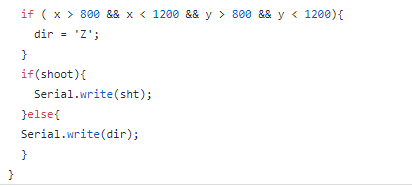 if ( x > 800 && x < 1200 && y > 800 && y < 1200){
dir = 'Z';
}
if(shoot){
Serial.write(sht);
}else{
Serial.write(dir);
}
}